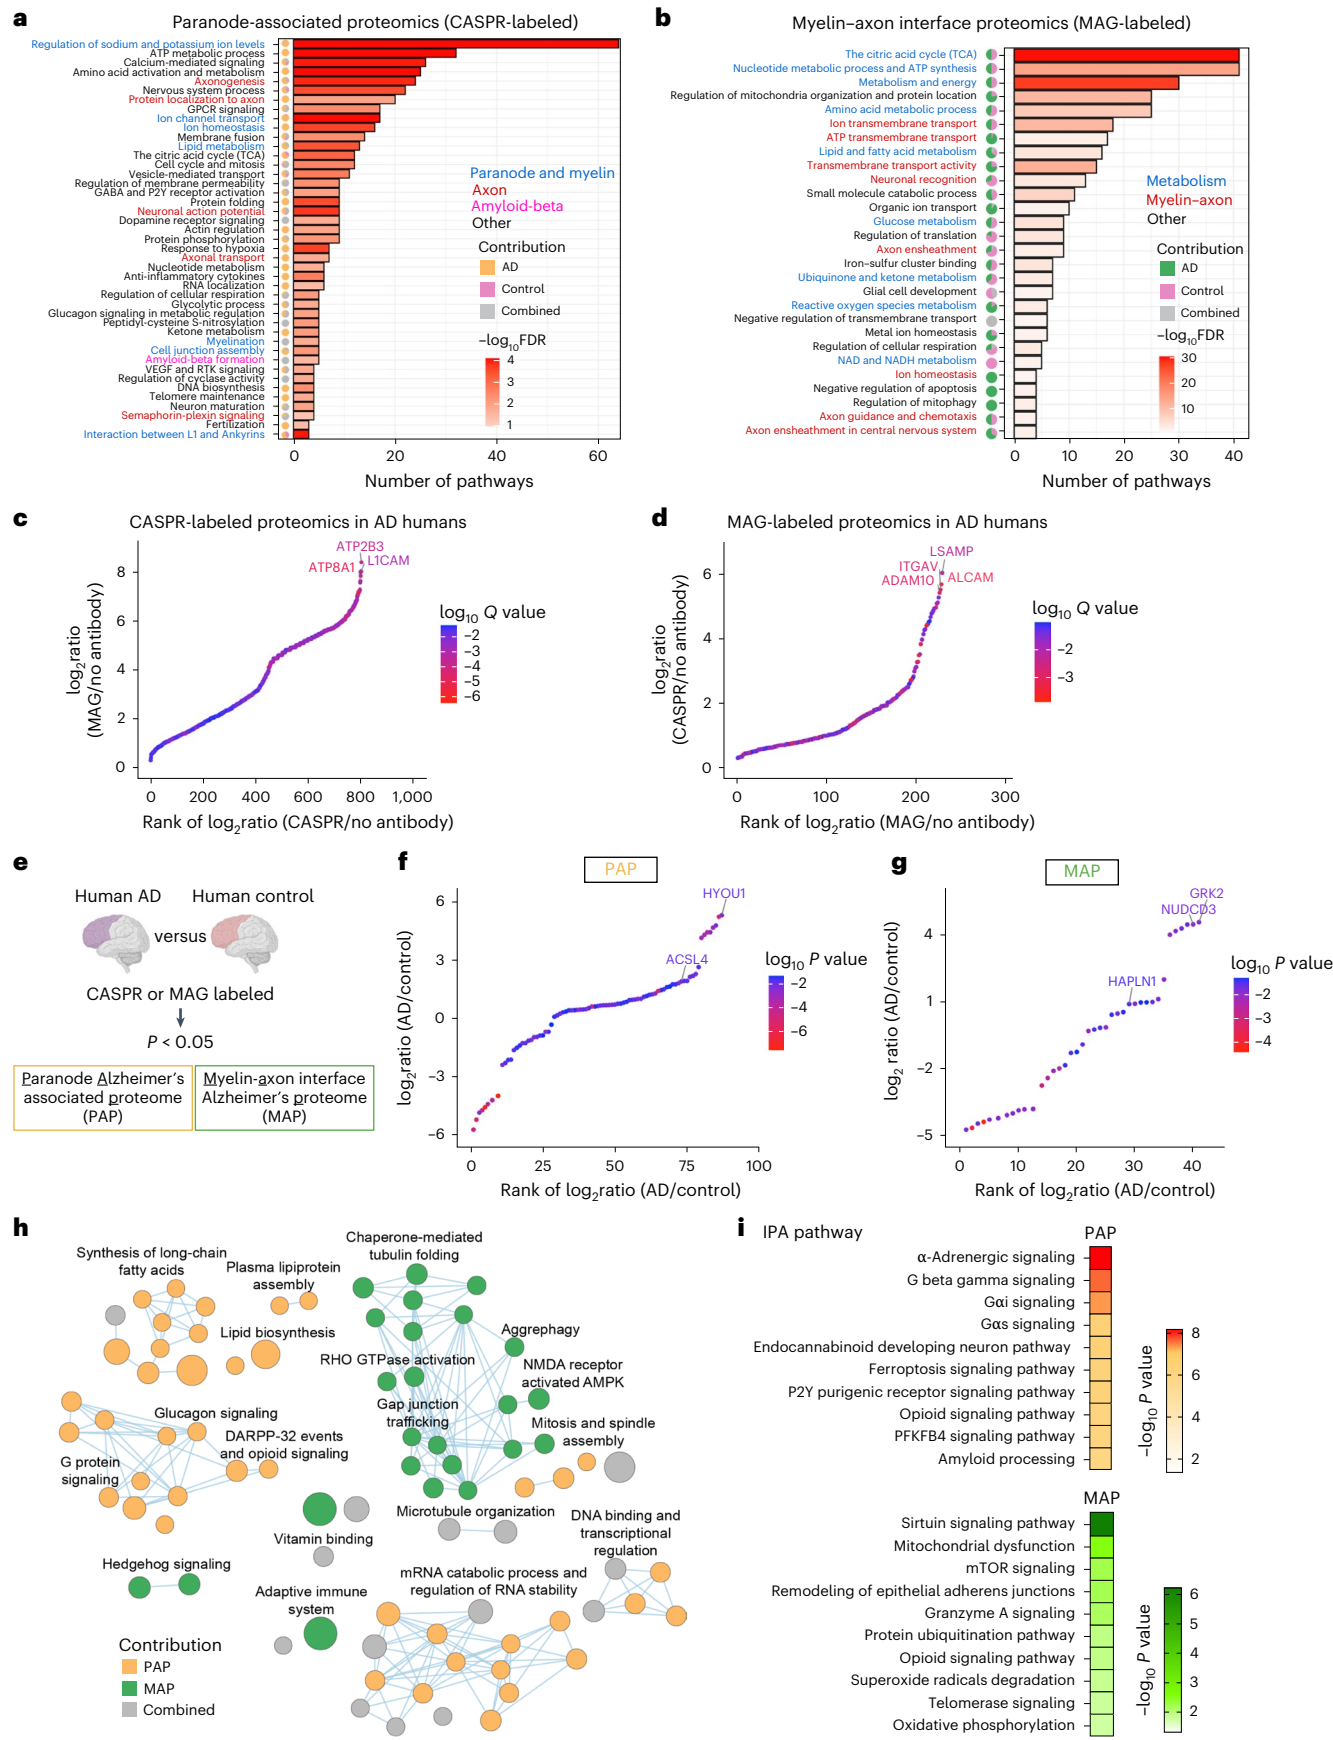 a
Paranode-associated proteomics (CASPR-labeled)
Regulation of sodium and potassium ion levels
ATP metabolic process
Calcium-mediated signaling
Amino acid activation and metabolism
Axonogenesis
Nervous system process
Protein localization to axon
GPCR signaling
Ion channel transport
Ion homeostasis
Membrane fusion
Lipid metabolism
The citric acid cycle (TCA)
Cell cycle and mitosis
Vesicle-mediated transport
Regulation of membrane permeability
GABA and P2Y receptor activation
Protein folding
Neuronal action potential
Dopamine receptor signaling
Actin regulation
Protein phosphorylation
Response to hypoxia
Axonal transport
Nucleotide metabolism
Anti-inflammatory cytokines
RNA localization
Regulation of cellular respiration
Glycolytic process
Glucagon signaling in metabolic regulation
Peptidyl-cysteine S-nitrosylation
Ketone metabolism
Myelination
Cell junction assembly
Amyloid-beta formation
VEGF and RTK signaling
Regulation of cyclase activity
DNA biosynthesis
Telomere maintenance
Neuron maturation
Semaphorin-plexin signaling
Fertilization
Interaction between L1 and Ankyrins
Paranode and myelin
Axon
Amyloid-beta
Other
Contribution
AD
Control
Combined
−log10FDR
4
3
2
1
0 20 40 60
Number of pathways
b
Myelin–axon interface proteomics (MAG-labeled)
The citric acid cycle (TCA)
Nucleotide metabolic process and ATP synthesis
Metabolism and energy
Regulation of mitochondria organization and protein location
Amino acid metabolic process
Ion transmembrane transport
ATP transmembrane transport
Lipid and fatty acid metabolism
Transmembrane transport activity
Neuronal recognition
Small molecule catabolic process
Organic ion transport
Glucose metabolism
Regulation of translation
Axon ensheathment
Iron–sulfur cluster binding
Ubiquinone and ketone metabolism
Glial cell development
Reactive oxygen species metabolism
Negative regulation of transmembrane transport
Metal ion homeostasis
Regulation of cellular respiration
NAD and NADH metabolism
Ion homeostasis
Negative regulation of apoptosis
Regulation of mitophagy
Axon guidance and chemotaxis
Axon ensheathment in central nervous system
Metabolism
Myelin–axon
Other
Contribution
AD
Control
Combined
−log10FDR
30
20
10
0 10 20 30 40
Number of pathways
c
CASPR-labeled proteomics in AD humans
ATP2B3
L1CAM
ATP8A1
log2ratio
(MAG/no antibody)
8
6
4
2
0
0 200 400 600 800 1,000
Rank of log2ratio (CASPR/no antibody)
log10 Q value
−2
−3
−4
−5
−6
d
MAG-labeled proteomics in AD humans
LSAMP
ITGAV
ADAM10
ALCAM
log2ratio
(CASPR/no antibody)
6
4
2
0
0 100 200 300
Rank of log2ratio (MAG/no antibody)
log10 Q value
−2
−3
e
Human AD
Human control
versus
CASPR or MAG labeled
P < 0.05
Paranode Alzheimer's
associated proteome
(PAP)
Myelin-axon interface
Alzheimer's proteome
(MAP)
f
PAP
HYOU1
ACSL4
log2ratio (AD/control)
6
3
0
−3
−6
0 25 50 75 100
Rank of log2ratio (AD/control)
log10 P value
−2
−4
−6
g
MAP
GRK2
NUDCD3
HAPLN1
log2 ratio (AD/control)
4
1
−2
−5
0 10 20 30 40
Rank of log2ratio (AD/control)
log10 P value
−2
−3
−4
h
Synthesis of long-chain
fatty acids
Plasma lipiprotein
assembly
Lipid biosynthesis
Chaperone-mediated
tubulin folding
Aggrephagy
RHO GTPase activation
NMDA receptor
activated AMPK
Gap junction
trafficking
Mitosis and spindle
assembly
Glucagon signaling
DARPP-32 events
and opioid signaling
G protein
signaling
Vitamin binding
Microtubule organization
DNA binding and
transcriptional
regulation
Hedgehog signaling
Adaptive immune
system
mRNA catabolic process and
regulation of RNA stability
Contribution
PAP
MAP
Combined
i
IPA pathway
PAP
α-Adrenergic signaling
G beta gamma signaling
Gαi signaling
Gαs signaling
Endocannabinoid developing neuron pathway
Ferroptosis signaling pathway
P2Y purigenic receptor signaling pathway
Opioid signaling pathway
PFKFB4 signaling pathway
Amyloid processing
−log10 P value
8
6
4
2
MAP
Sirtuin signaling pathway
Mitochondrial dysfunction
mTOR signaling
Remodeling of epithelial adherens junctions
Granzyme A signaling
Protein ubiquitination pathway
Opioid signaling pathway
Superoxide radicals degradation
Telomerase signaling
Oxidative phosphorylation
−log10 P value
6
5
4
3
2